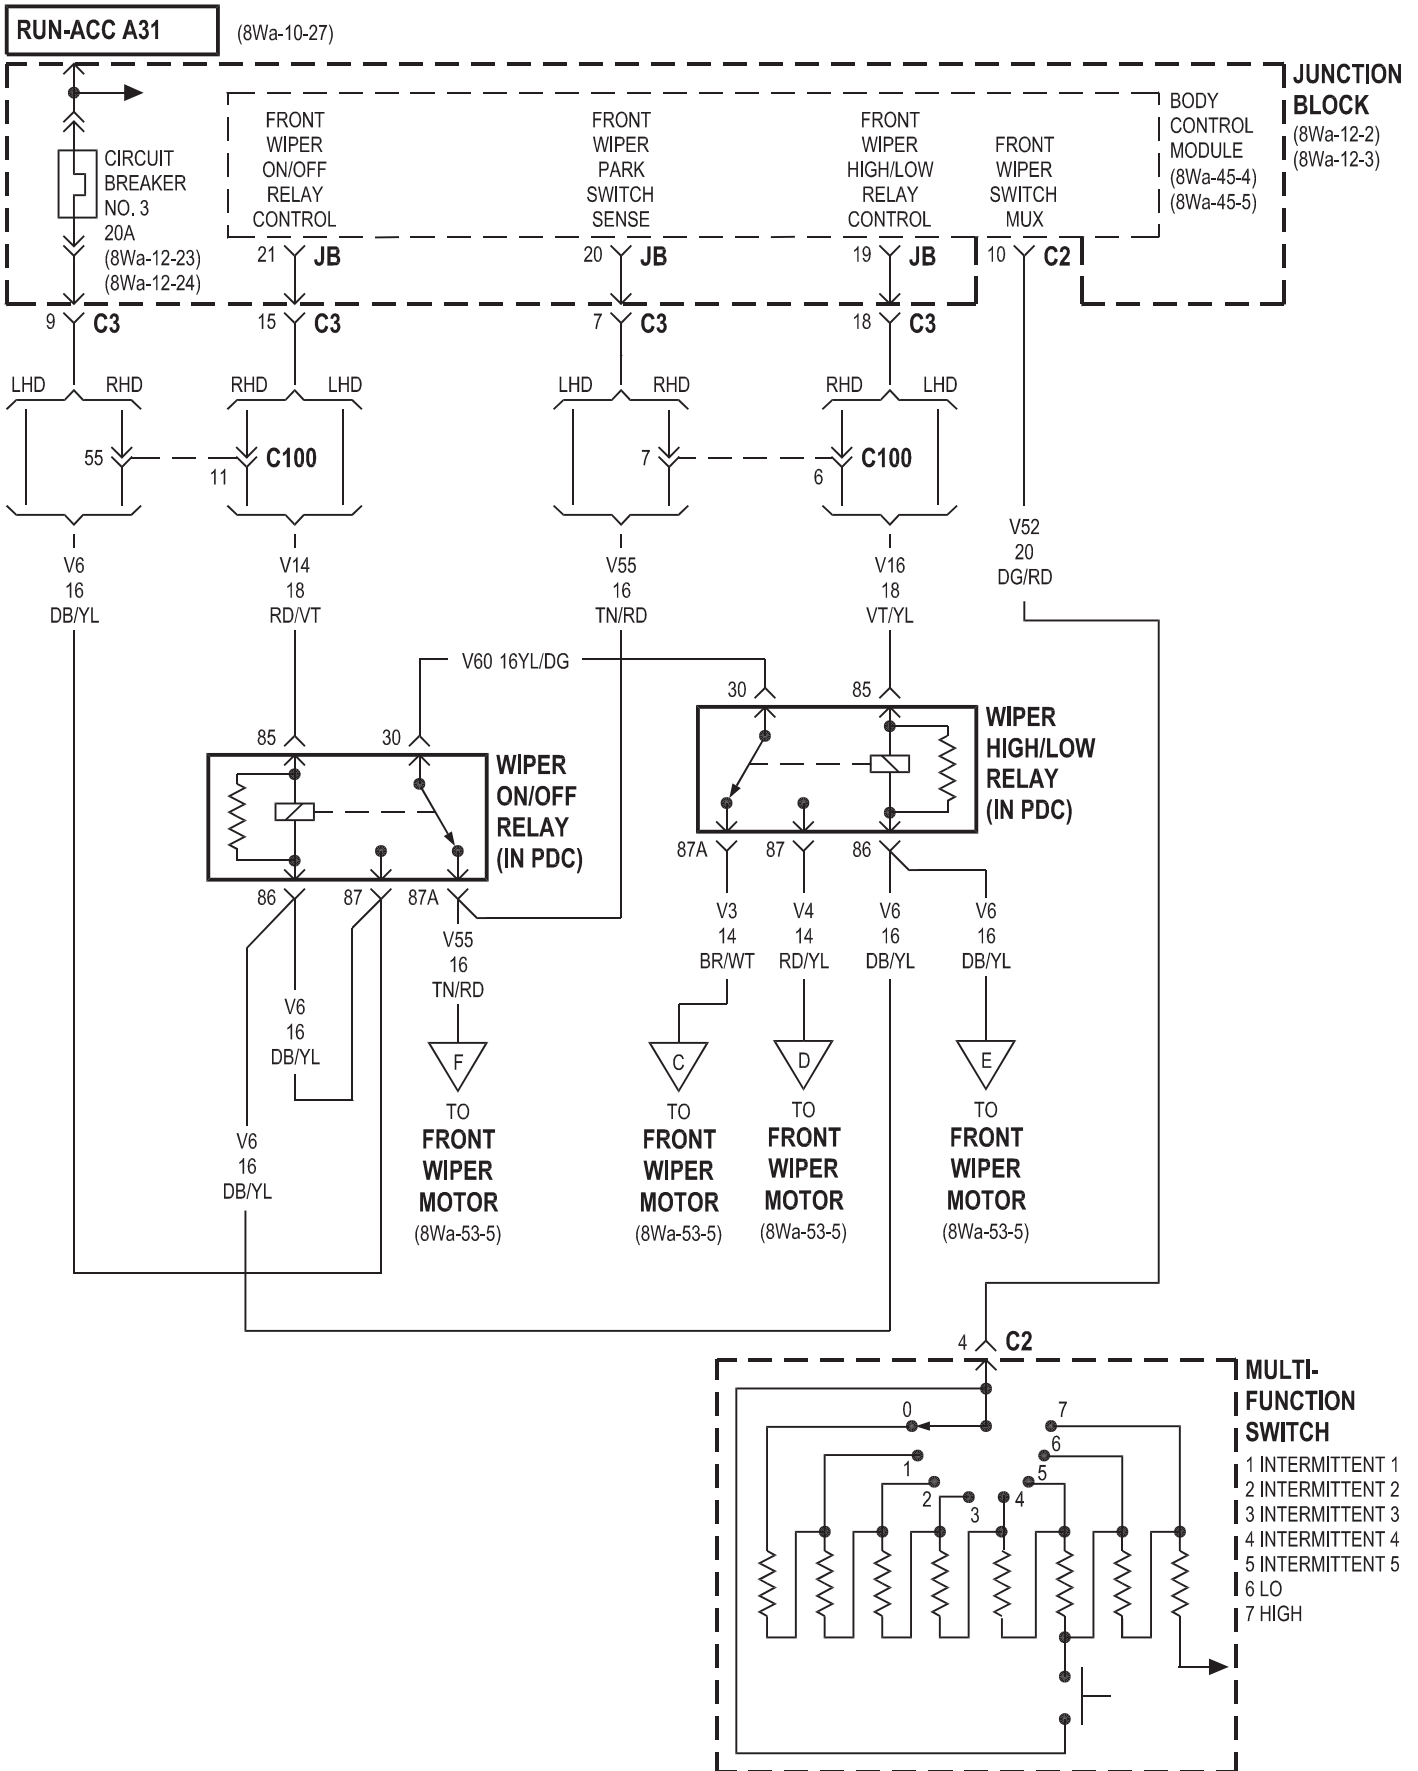 RUN-ACC A31
(8Wa-10-27)
JUNCTION
BLOCK
(8Wa-12-2)
(8Wa-12-3)
BODY
CONTROL
MODULE
(8Wa-45-4)
(8Wa-45-5)
CIRCUIT
BREAKER
NO. 3
20A
(8Wa-12-23)
(8Wa-12-24)
FRONT
WIPER
ON/OFF
RELAY
CONTROL
FRONT
WIPER
PARK
SWITCH
SENSE
FRONT
WIPER
HIGH/LOW
RELAY
CONTROL
FRONT
WIPER
SWITCH
MUX
21 JB
20 JB
19 JB
10 C2
9 C3
15 C3
7 C3
18 C3
LHD RHD
RHD LHD
LHD RHD
RHD LHD
55
11
C100
7
6
C100
V6
16
DB/YL
V14
18
RD/VT
V55
16
TN/RD
V16
18
VT/YL
V52
20
DG/RD
V60 16YL/DG
30
85
WIPER
HIGH/LOW
RELAY
(IN PDC)
85
30
WIPER
ON/OFF
RELAY
(IN PDC)
87A
87
86
86
87
87A
V3
14
BR/WT
V4
14
RD/YL
V6
16
DB/YL
V6
16
DB/YL
V55
16
TN/RD
V6
16
DB/YL
V6
16
DB/YL
F
TO
FRONT
WIPER
MOTOR
(8Wa-53-5)
C
TO
FRONT
WIPER
MOTOR
(8Wa-53-5)
D
TO
FRONT
WIPER
MOTOR
(8Wa-53-5)
E
TO
FRONT
WIPER
MOTOR
(8Wa-53-5)
4 C2
MULTI-
FUNCTION
SWITCH
1 INTERMITTENT 1
2 INTERMITTENT 2
3 INTERMITTENT 3
4 INTERMITTENT 4
5 INTERMITTENT 5
6 LO
7 HIGH
0
1
2
3
4
5
6
7